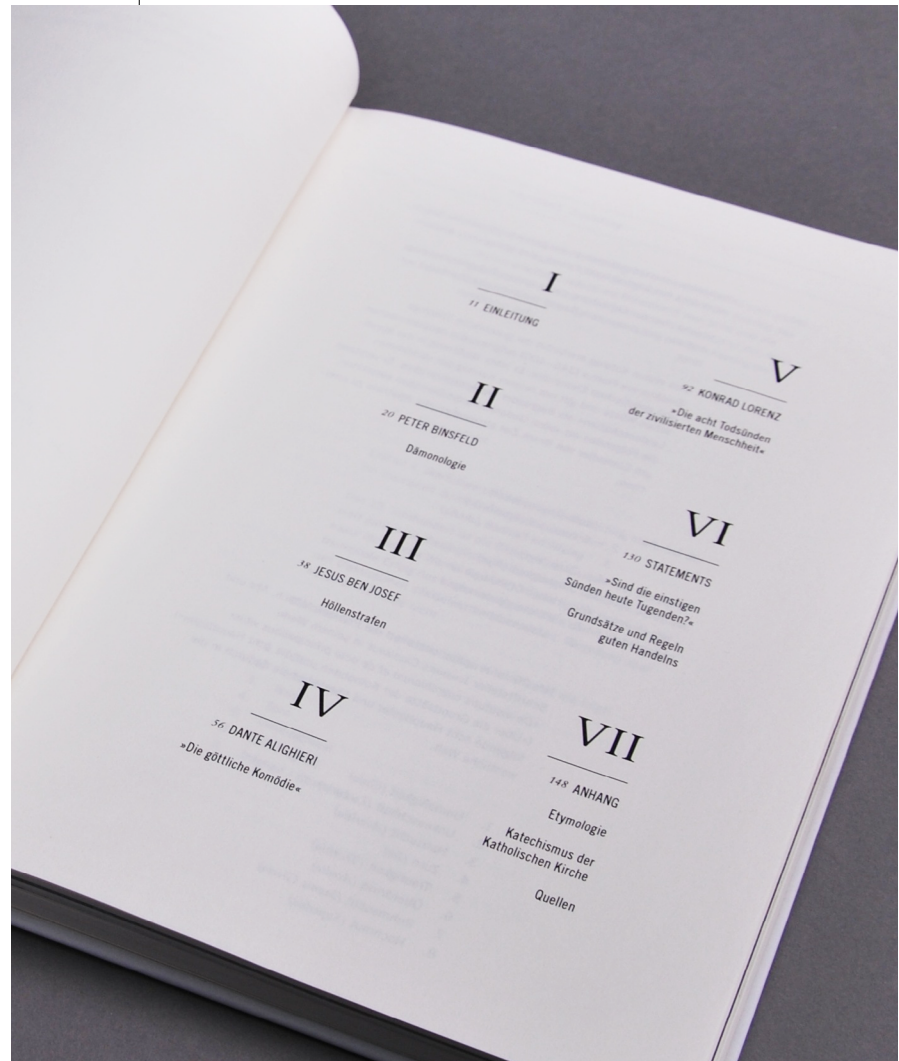 I
11 EINLEITUNG
II
20 PETER BINSFELD
Dämonologie
III
38 JESUS BEN JOSEF
Höllenstrafen
IV
56 DANTE ALIGHIERI
»Die göttliche Komödie«
V
92 KONRAD LORENZ
»Die acht Todsünden
der zivilisierten Menschheit«
VI
130 STATEMENTS
»Sind die einstigen
Sünden heute Tugenden?«
Grundsätze und Regeln
guten Handelns
VII
148 ANHANG
Etymologie
Katechismus der
Katholischen Kirche
Quellen